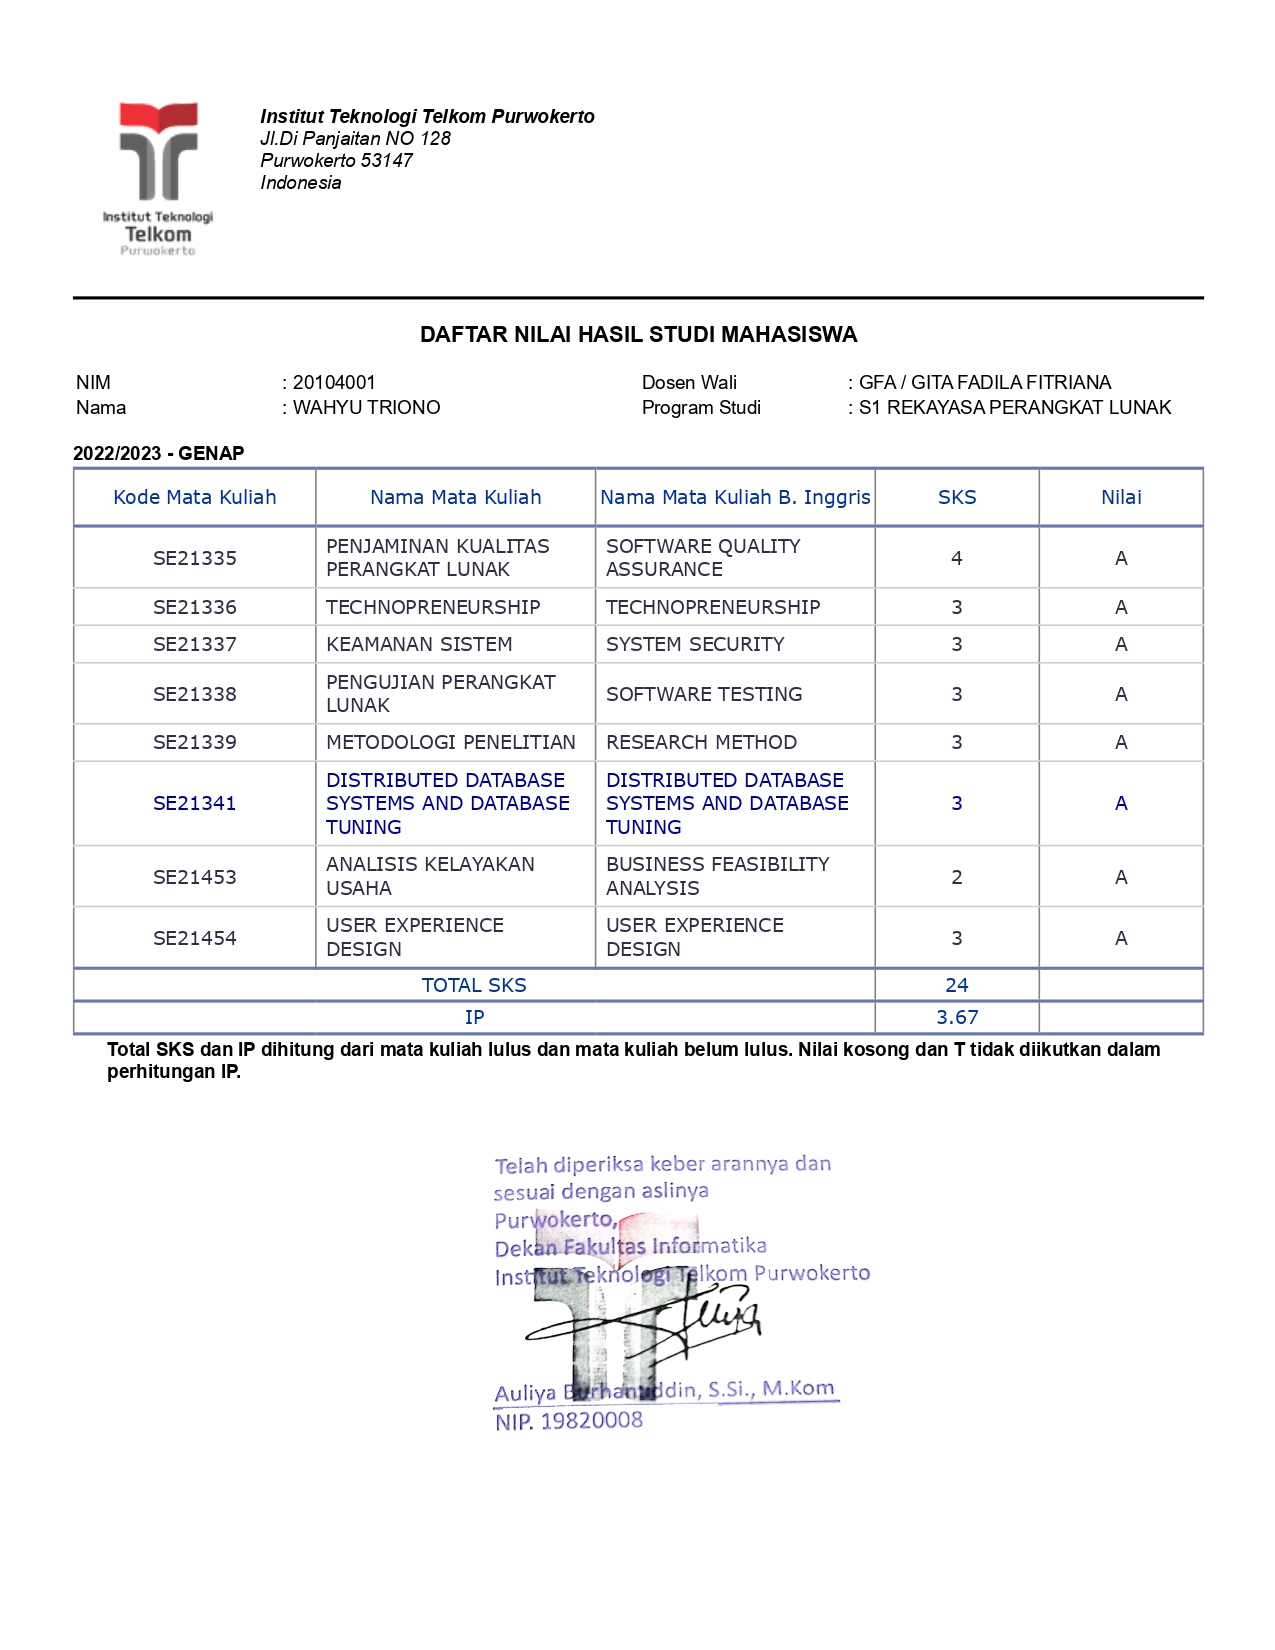 Institut Teknologi
Telkom
Purwokerto
Institut Teknologi Telkom Purwokerto
Jl.Di Panjaitan NO 128
Purwokerto 53147
Indonesia
DAFTAR NILAI HASIL STUDI MAHASISWA
NIM : 20104001 Dosen Wali : GFA / GITA FADILA FITRIANA
Nama : WAHYU TRIONO Program Studi : S1 REKAYASA PERANGKAT LUNAK
2022/2023 - GENAP
Kode Mata Kuliah Nama Mata Kuliah Nama Mata Kuliah B. Inggris SKS Nilai
SE21335 PENJAMINAN KUALITAS PERANGKAT LUNAK SOFTWARE QUALITY ASSURANCE 4 A
SE21336 TECHNOPRENEURSHIP TECHNOPRENEURSHIP 3 A
SE21337 KEAMANAN SISTEM SYSTEM SECURITY 3 A
SE21338 PENGUJIAN PERANGKAT LUNAK SOFTWARE TESTING 3 A
SE21339 METODOLOGI PENELITIAN RESEARCH METHOD 3 A
SE21341 DISTRIBUTED DATABASE SYSTEMS AND DATABASE TUNING DISTRIBUTED DATABASE SYSTEMS AND DATABASE TUNING 3 A
SE21453 ANALISIS KELAYAKAN USAHA BUSINESS FEASIBILITY ANALYSIS 2 A
SE21454 USER EXPERIENCE DESIGN USER EXPERIENCE DESIGN 3 A
TOTAL SKS 24
IP 3.67
Total SKS dan IP dihitung dari mata kuliah lulus dan mata kuliah belum lulus. Nilai kosong dan T tidak diikutkan dalam
perhitungan IP.
Telah diperiksa keber arannya dan
sesuai dengan aslinya
Purwokerto,
Dekan Fakultas Informatika
Institut Teknologi Telkom Purwokerto
Auliya Burhanuddin, S.Si., M.Kom
NIP. 19820008